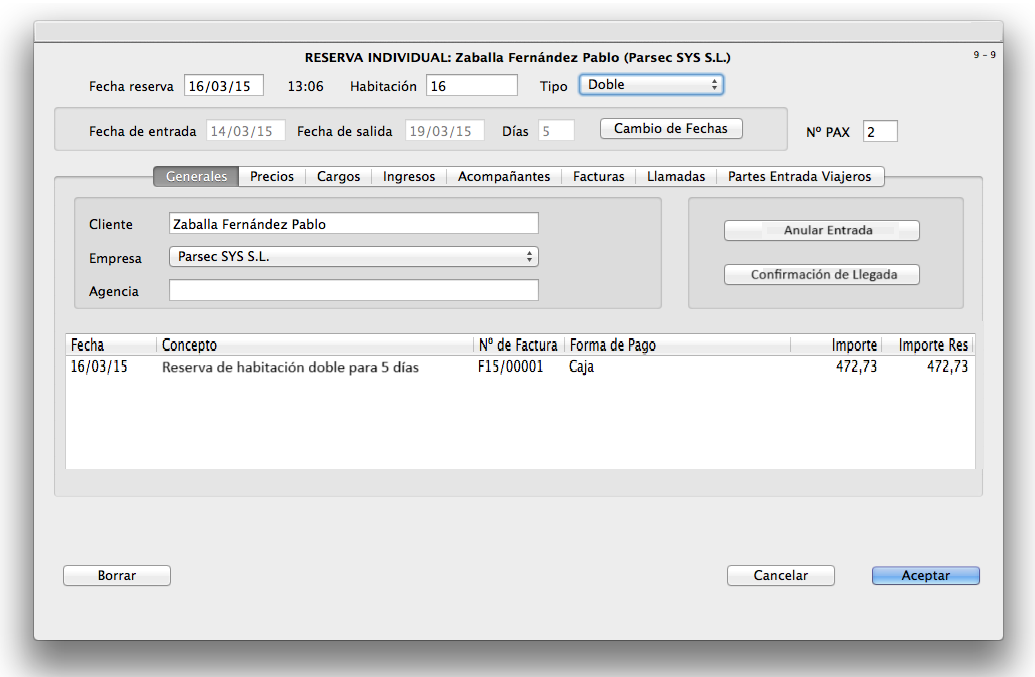 RESERVA INDIVIDUAL: Zaballa Fernández Pablo (Parsec SYS S.L.) 9 - 9
Fecha reserva 16/03/15 13:06 Habitación 16 Tipo Doble
Fecha de entrada 14/03/15 Fecha de salida 19/03/15 Días 5 Cambio de Fechas Nº PAX 2
Generales Precios Cargos Ingresos Acompañantes Facturas Llamadas Partes Entrada Viajeros
Cliente Zaballa Fernández Pablo Anular Entrada
Empresa Parsec SYS S.L.
Confirmación de Llegada
Agencia
Fecha Concepto Nº de Factura Forma de Pago Importe Importe Res
16/03/15 Reserva de habitación doble para 5 días F15/00001 Caja 472,73 472,73
Borrar Cancelar Aceptar